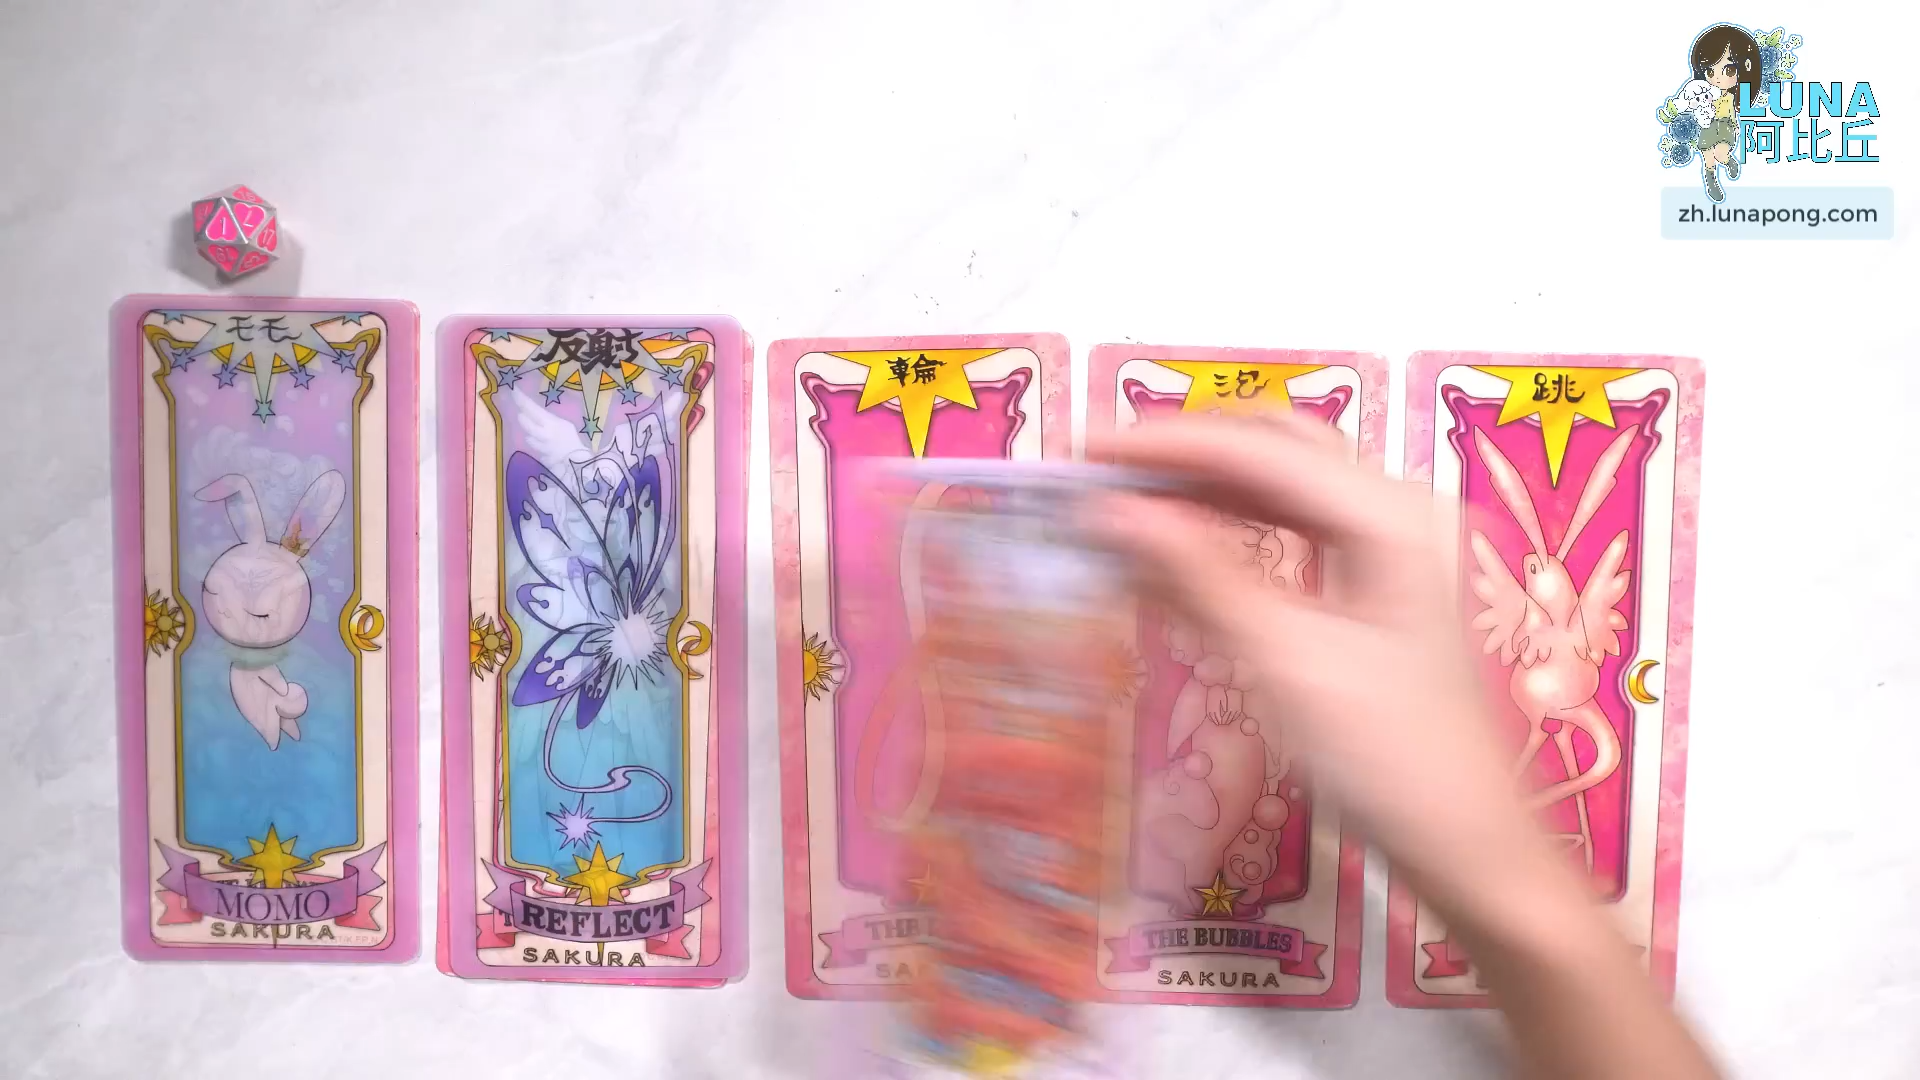 LUNA
阿比丘
zh.lunapong.com
モモ
反射
輪
泡
跳
MOMO
SAKURA
REFLECT
SAKURA
THE
THE BUBBLES
SAKURA